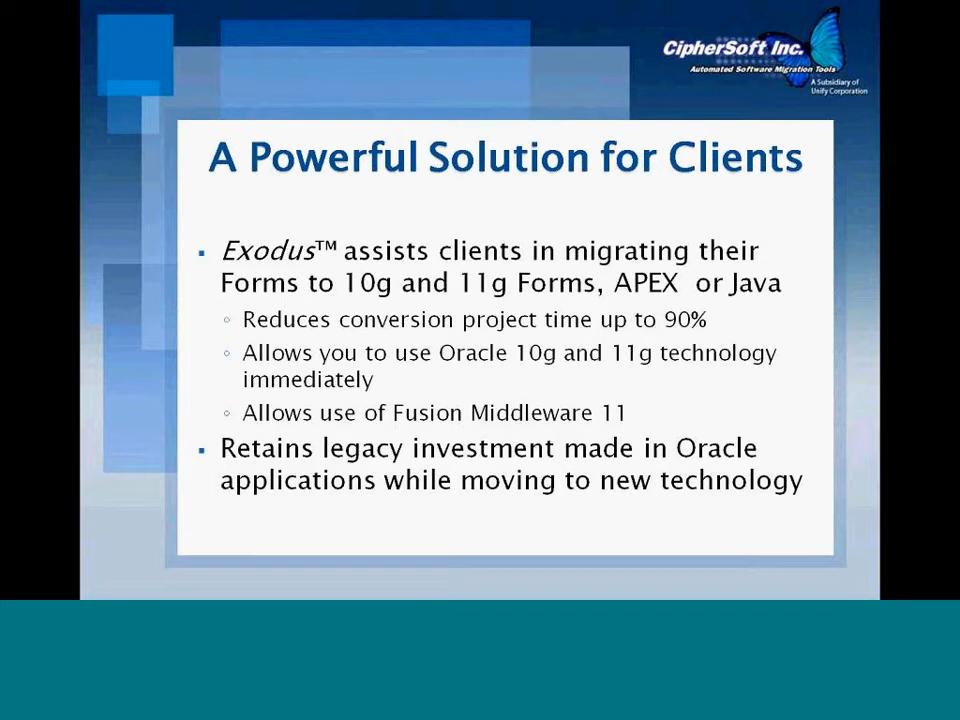 CipherSoft Inc.
Automated Software Migration Tools
A Subsidiary of
Unify Corporation
A Powerful Solution for Clients
▪ Exodus™ assists clients in migrating their
Forms to 10g and 11g Forms, APEX or Java
◦ Reduces conversion project time up to 90%
◦ Allows you to use Oracle 10g and 11g technology
immediately
◦ Allows use of Fusion Middleware 11
▪ Retains legacy investment made in Oracle
applications while moving to new technology